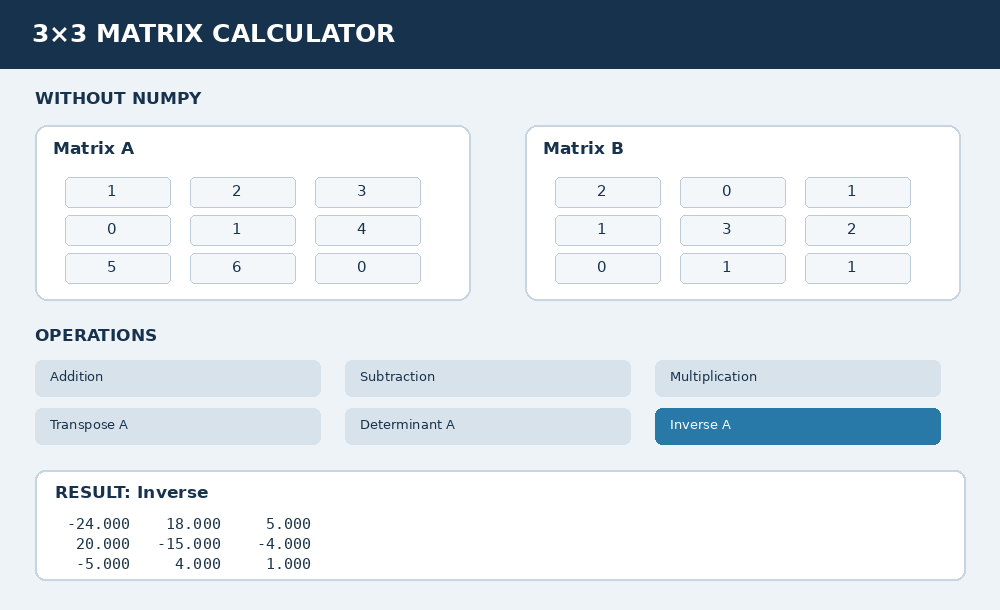 3×3 MATRIX CALCULATOR
WITHOUT NUMPY
Matrix A
1 2 3
0 1 4
5 6 0
Matrix B
2 0 1
1 3 2
0 1 1
OPERATIONS
Addition
Subtraction
Multiplication
Transpose A
Determinant A
Inverse A
RESULT: Inverse
-24.000 18.000 5.000
20.000 -15.000 -4.000
-5.000 4.000 1.000